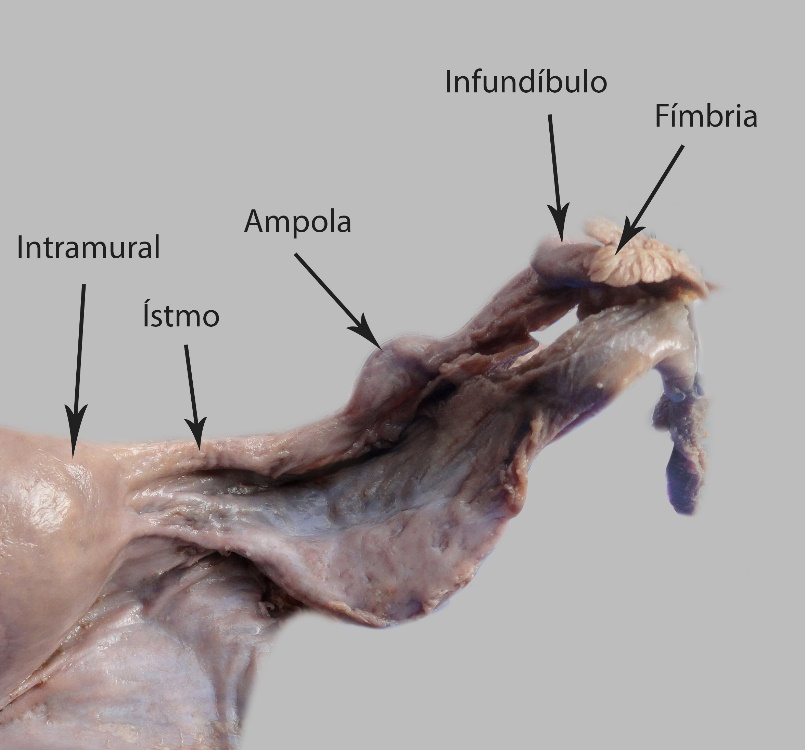 Infundíbulo
Fímbria
Ampola
Intramural
Ístmo